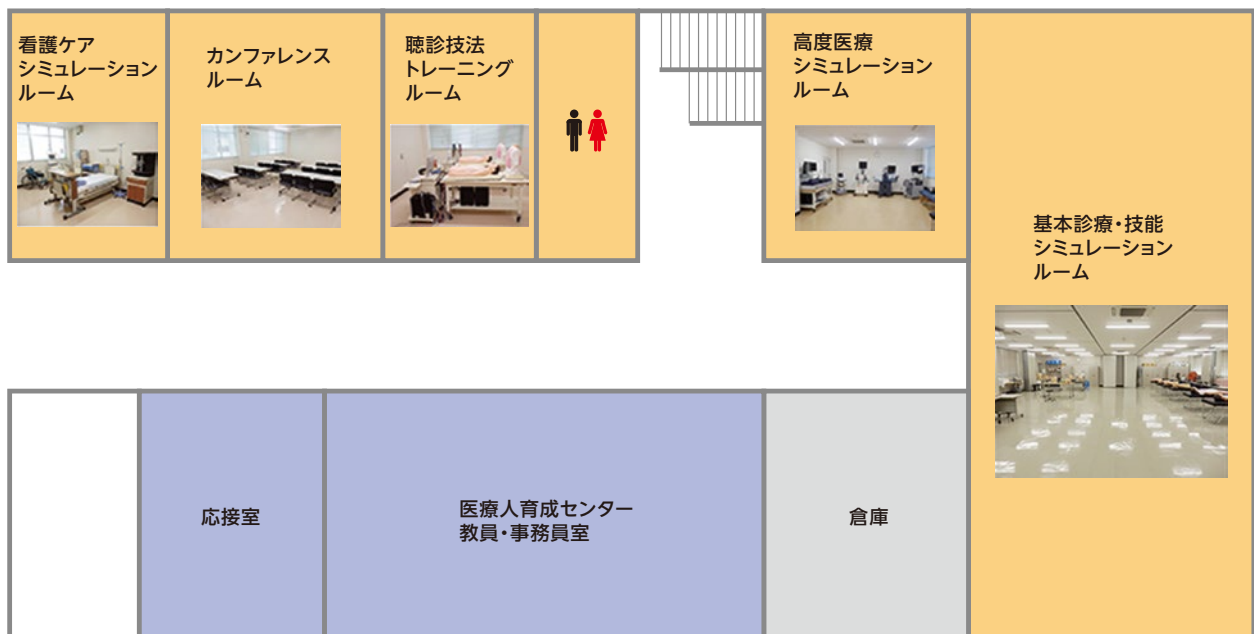 看護ケア
シミュレーション
ルーム
カンファレンス
ルーム
聴診技法
トレーニング
ルーム
高度医療
シミュレーション
ルーム
基本診療・技能
シミュレーション
ルーム
応接室
医療人育成センター
教員・事務員室
倉庫